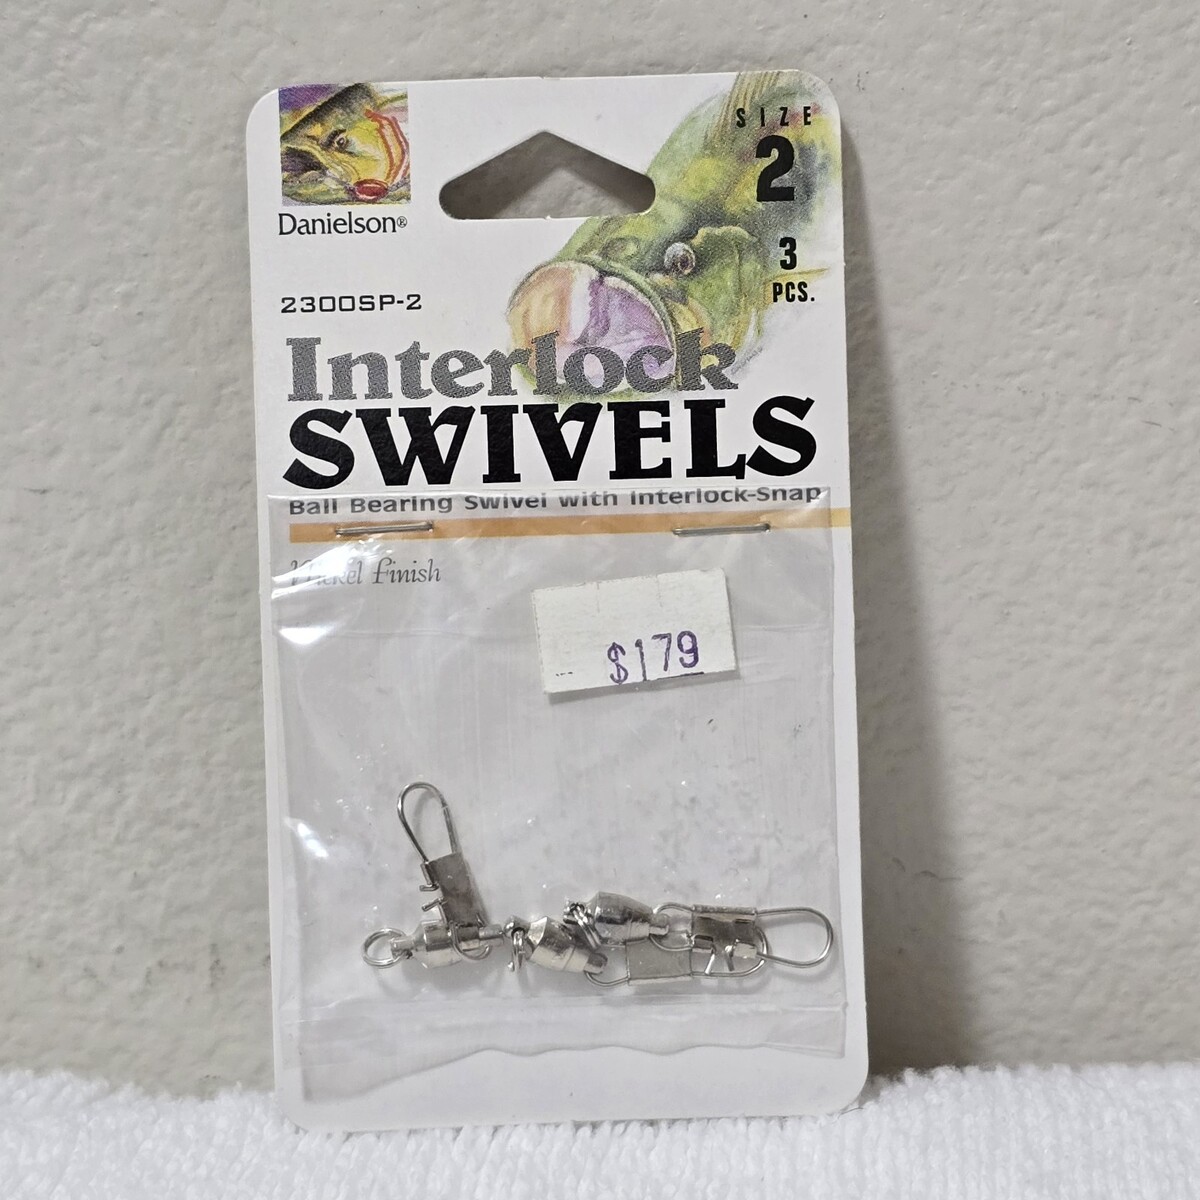 Danielson®
SIZE
2
3
PCS.
2300SP-2
Interlock
SWIVELS
Ball Bearing Swivel with Interlock-Snap
Nickel Finish
$179